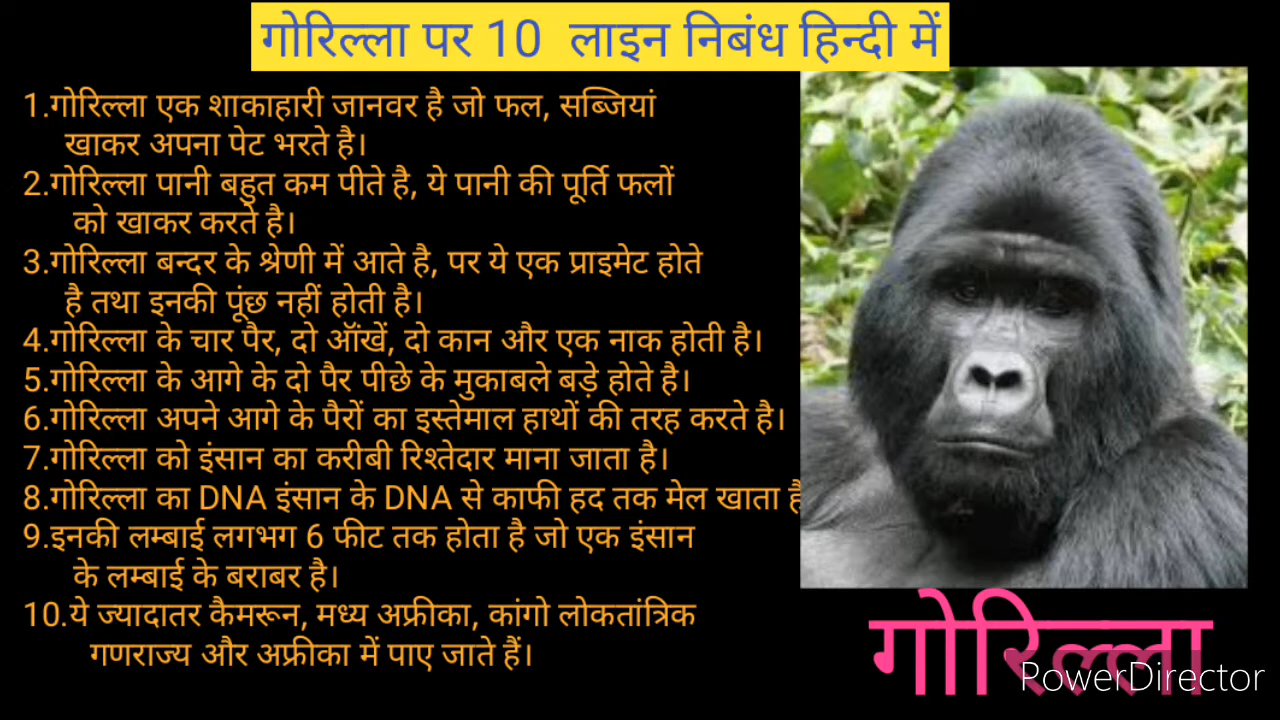 गोरिल्ला पर 10 लाइन निबंध हिन्दी में
1.गोरिल्ला एक शाकाहारी जानवर है जो फल, सब्जियां
खाकर अपना पेट भरते है।
2.गोरिल्ला पानी बहुत कम पीते है, ये पानी की पूर्ति फलों
को खाकर करते है।
3.गोरिल्ला बन्दर के श्रेणी में आते है, पर ये एक प्राइमेट होते
है तथा इनकी पूंछ नहीं होती है।
4.गोरिल्ला के चार पैर, दो ऑंखें, दो कान और एक नाक होती है।
5.गोरिल्ला के आगे के दो पैर पीछे के मुकाबले बड़े होते है।
6.गोरिल्ला अपने आगे के पैरों का इस्तेमाल हाथों की तरह करते है।
7.गोरिल्ला को इंसान का करीबी रिश्तेदार माना जाता है।
8.गोरिल्ला का DNA इंसान के DNA से काफी हद तक मेल खाता है
9.इनकी लम्बाई लगभग 6 फीट तक होता है जो एक इंसान
के लम्बाई के बराबर है।
10.ये ज्यादातर कैमरून, मध्य अफ्रीका, कांगो लोकतांत्रिक
गणराज्य और अफ्रीका में पाए जाते हैं।
गोरिल्ला
PowerDirector